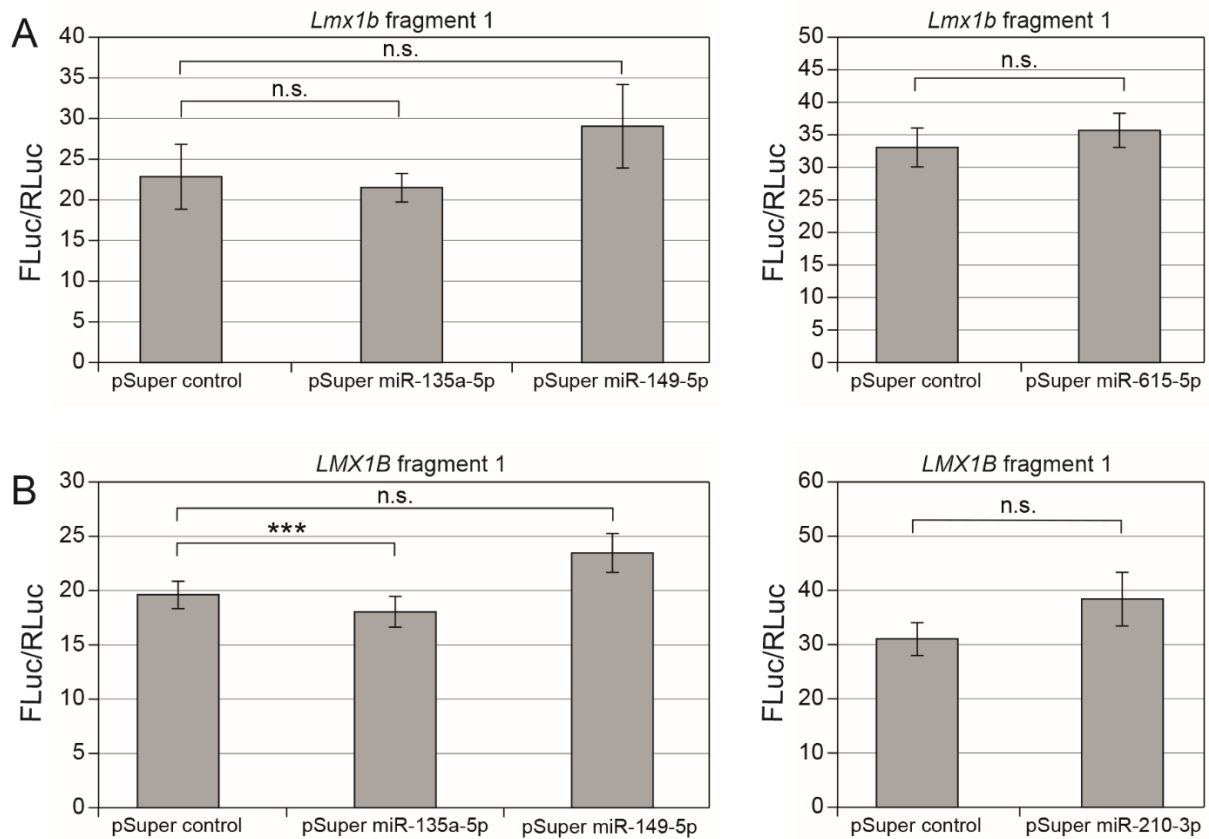 A
Lmx1b fragment 1
40
35
30
25
20
15
10
5
0
FLuc/RLuc
n.s.
n.s.
pSuper control
pSuper miR-135a-5p
pSuper miR-149-5p
Lmx1b fragment 1
50
45
40
35
30
25
20
15
10
5
0
FLuc/RLuc
n.s.
pSuper control
pSuper miR-615-5p
B
LMX1B fragment 1
30
25
20
15
10
5
0
FLuc/RLuc
n.s.
***
pSuper control
pSuper miR-135a-5p
pSuper miR-149-5p
LMX1B fragment 1
60
50
40
30
20
10
0
FLuc/RLuc
n.s.
pSuper control
pSuper miR-210-3p